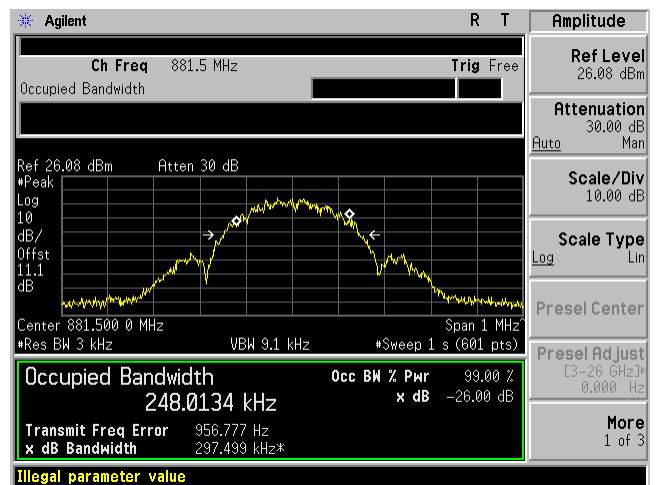 Agilent R T Amplitude
Ch Freq 881.5 MHz Trig Free
Occupied Bandwidth
Ref 26.08 dBm Atten 30 dB
#Peak
Log
10
dB/
Offst
11.1
dB
Center 881.500 0 MHz Span 1 MHz^
#Res BW 3 kHz VBW 9.1 kHz #Sweep 1 s (601 pts)
Occupied Bandwidth Occ BW % Pwr 99.00 %
248.0134 kHz x dB -26.00 dB
Transmit Freq Error 956.777 Hz
x dB Bandwidth 297.499 kHz*
Illegal parameter value
Ref Level
26.08 dBm
Attenuation
30.00 dB
Auto Man
Scale/Div
10.00 dB
Scale Type
Log Lin
Presel Center
Presel Adjust
[3-26 GHz]
0.000 Hz
More
1 of 3